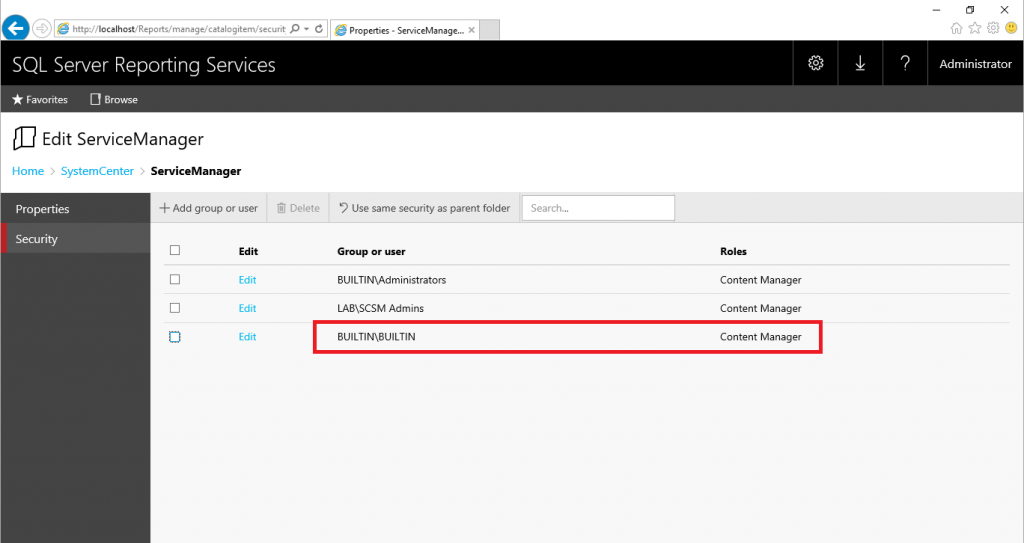 http://localhost/Reports/manage/catalogitem/securit
Properties - ServiceManage...
SQL Server Reporting Services
?
Administrator
Favorites
Browse
Edit ServiceManager
Home > SystemCenter > ServiceManager
Properties
Security
+ Add group or user
Delete
Use same security as parent folder
Search...
Edit Group or user Roles
Edit BUILTIN\Administrators Content Manager
Edit LAB\SCSM Admins Content Manager
Edit BUILTIN\BUILTIN Content Manager